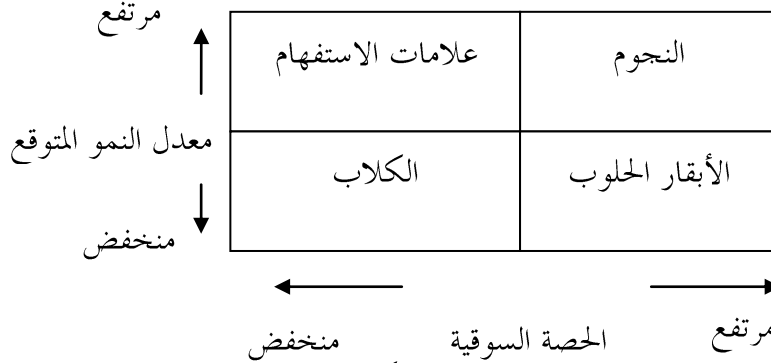 مرتفع
النجوم
علامات الاستفهام
معدل النمو المتوقع
الأبقار الحلوب
الكلاب
منخفض
مرتفع
الحصة السوقية
منخفض